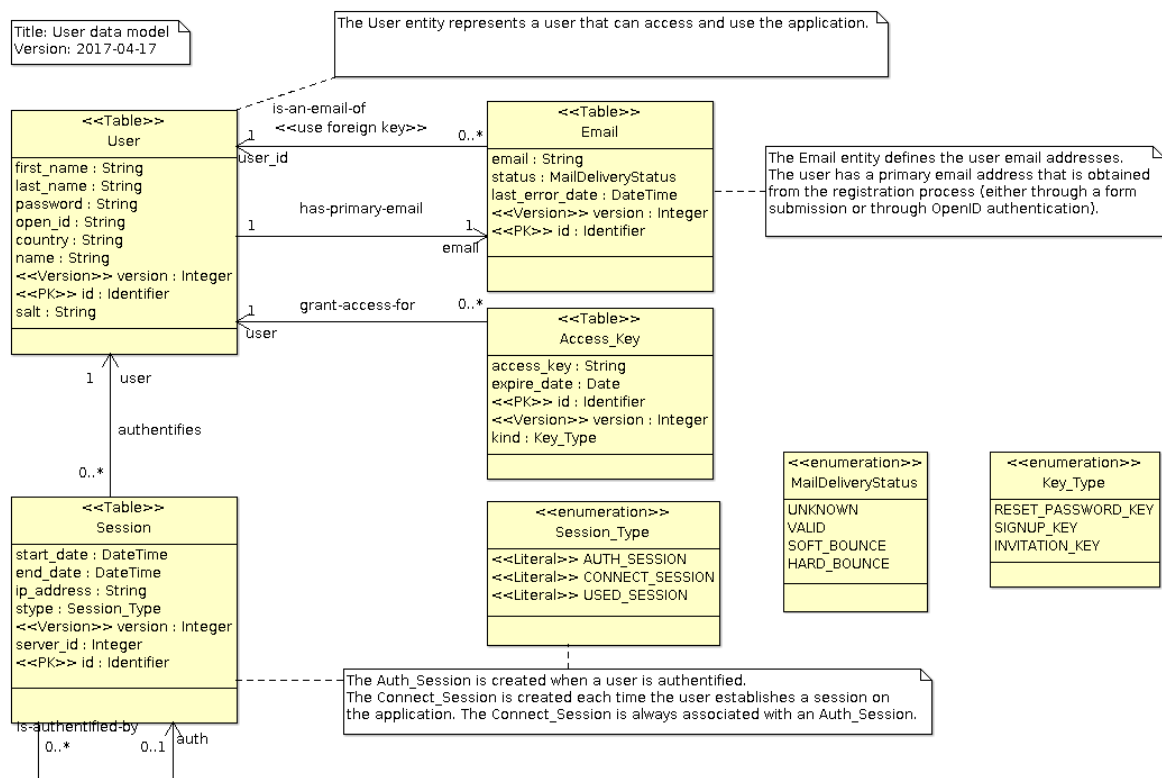 Title: User data model
Version: 2017-04-17
The User entity represents a user that can access and use the application.
<<Table>>
User
first_name : String
last_name : String
password : String
open_id : String
country : String
name : String
<<Version>> version : Integer
<<PK>> id : Identifier
salt : String
is-an-email-of
<<use foreign key>>
1
0..*
user_id
has-primary-email
1
1
email
grant-access-for
1
0..*
user
<<Table>>
Email
email : String
status : MailDeliveryStatus
last_error_date : DateTime
<<Version>> version : Integer
<<PK>> id : Identifier
The Email entity defines the user email addresses.
The user has a primary email address that is obtained
from the registration process (either through a form
submission or through OpenID authentication).
<<Table>>
Access_Key
access_key : String
expire_date : Date
<<PK>> id : Identifier
<<Version>> version : Integer
kind : Key_Type
1
user
authentifies
0..*
<<Table>>
Session
start_date : DateTime
end_date : DateTime
ip_address : String
stype : Session_Type
<<Version>> version : Integer
server_id : Integer
<<PK>> id : Identifier
is-authentified-by
0..*
0..1
auth
<<enumeration>>
Session_Type
<<Literal>> AUTH_SESSION
<<Literal>> CONNECT_SESSION
<<Literal>> USED_SESSION
<<enumeration>>
MailDeliveryStatus
UNKNOWN
VALID
SOFT_BOUNCE
HARD_BOUNCE
<<enumeration>>
Key_Type
RESET_PASSWORD_KEY
SIGNUP_KEY
INVITATION_KEY
The Auth_Session is created when a user is authentified.
The Connect_Session is created each time the user establishes a session on
the application. The Connect_Session is always associated with an Auth_Session.